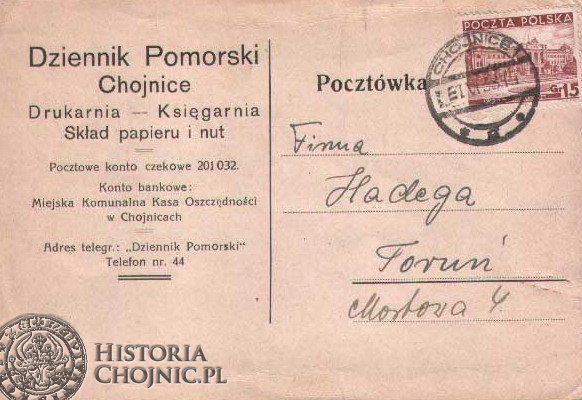 Dziennik Pomorski
Chojnice
Drukarnia — Księgarnia
Skład papieru i nut
Pocztowe konto czekowe 201 032.
Konto bankowe:
Miejska Komunalna Kasa Oszczędności
w Chojnicach
Adres telegr.: „Dziennik Pomorski"
Telefon nr. 44
Pocztówka
POCZTA POLSKA
Gr 15
CHOJNICE 1
Firma
Hadega
Toruń
Mostowa 4
HISTORIA
CHOJNIC.PL